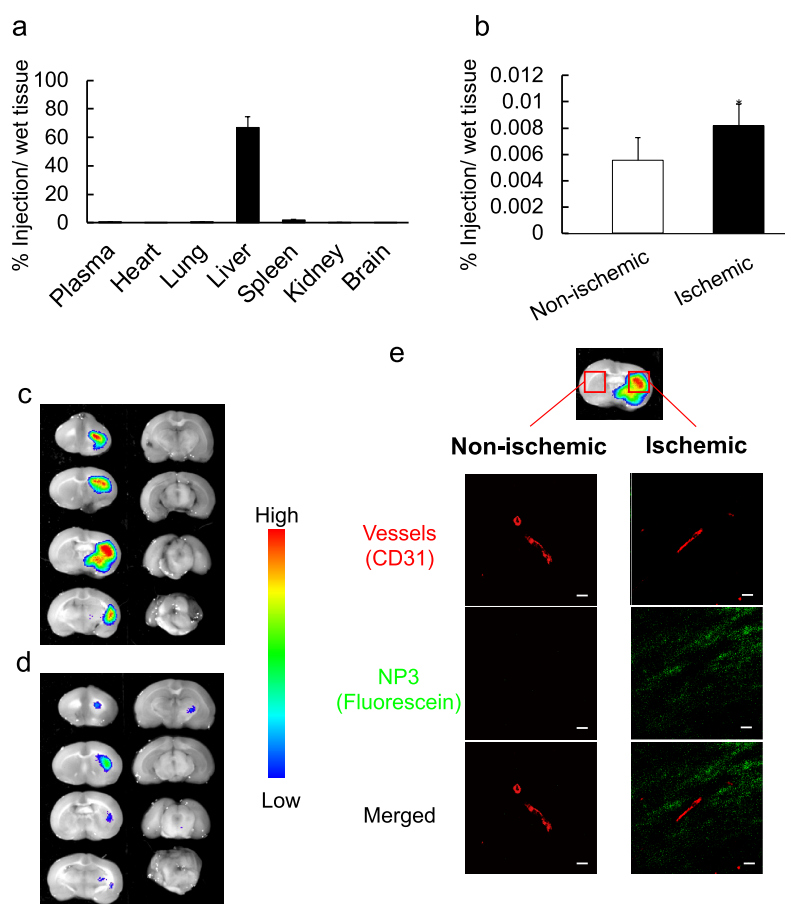 a
% Injection/ wet tissue
100
80
60
40
20
0
Plasma
Heart
Lung
Liver
Spleen
Kidney
Brain
b
% Injection/ wet tissue
0.012
0.01
0.008
0.006
0.004
0.002
0
*
Non-ischemic
Ischemic
c
d
High
Low
e
Non-ischemic
Ischemic
Vessels
(CD31)
NP3
(Fluorescein)
Merged